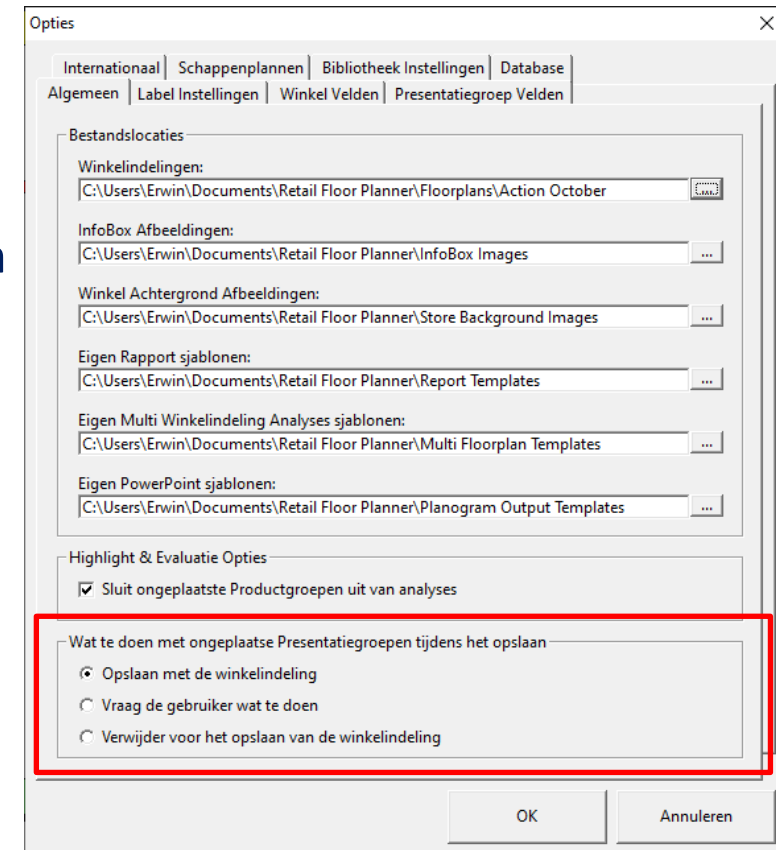 Opties
Internationaal Schappenplannen Bibliotheek Instellingen Database
Algemeen Label Instellingen Winkel Velden Presentatiegroep Velden
Bestandslocaties
Winkelindelingen:
C:\Users\Erwin\Documents\Retail Floor Planner\Floorplans\Action October ...
InfoBox Afbeeldingen:
C:\Users\Erwin\Documents\Retail Floor Planner\InfoBox Images ...
Winkel Achtergrond Afbeeldingen:
C:\Users\Erwin\Documents\Retail Floor Planner\Store Background Images ...
Eigen Rapport sjablonen:
C:\Users\Erwin\Documents\Retail Floor Planner\Report Templates ...
Eigen Multi Winkelindeling Analyses sjablonen:
C:\Users\Erwin\Documents\Retail Floor Planner\Multi Floorplan Templates ...
Eigen PowerPoint sjablonen:
C:\Users\Erwin\Documents\Retail Floor Planner\Planogram Output Templates ...
Highlight & Evaluatie Opties
Sluit ongeplaatste Productgroepen uit van analyses
Wat te doen met ongeplaatse Presentatiegroepen tijdens het opslaan
Opslaan met de winkelindeling
Vraag de gebruiker wat te doen
Verwijder voor het opslaan van de winkelindeling
OK Annuleren